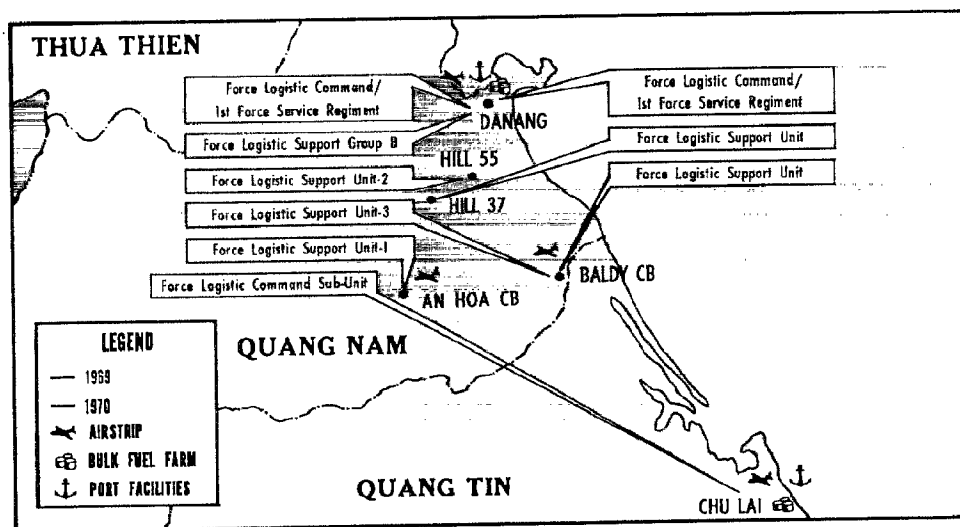 THUA THIEN
Force Logistic Command/
1st Force Service Regiment
Force Logistic Support Group B
Force Logistic Support Unit-2
Force Logistic Support Unit-3
Force Logistic Support Unit-1
Force Logistic Command Sub-Unit
Force Logistic Command/
1st Force Service Regiment
Force Logistic Support Unit
Force Logistic Support Unit
DANANG
HILL 55
HILL 37
BALDY CB
AN HOA CB
QUANG NAM
QUANG TIN
CHU LAI
LEGEND
1969
1970
AIRSTRIP
BULK FUEL FARM
PORT FACILITIES